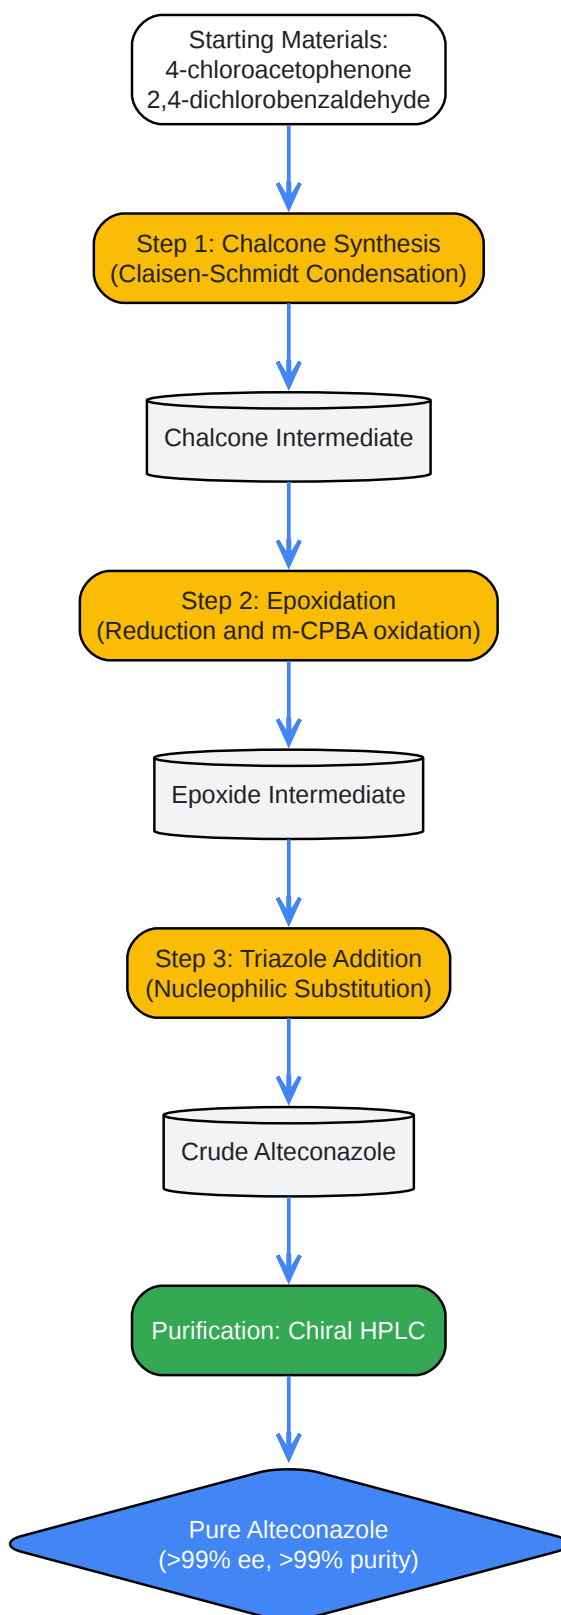 Starting Materials:
4-chloroacetophenone
2,4-dichlorobenzaldehyde
Step 1: Chalcone Synthesis
(Claisen-Schmidt Condensation)
Chalcone Intermediate
Step 2: Epoxidation
(Reduction and m-CPBA oxidation)
Epoxide Intermediate
Step 3: Triazole Addition
(Nucleophilic Substitution)
Crude Alteconazole
Purification: Chiral HPLC
Pure Alteconazole
(>99% ee, >99% purity)